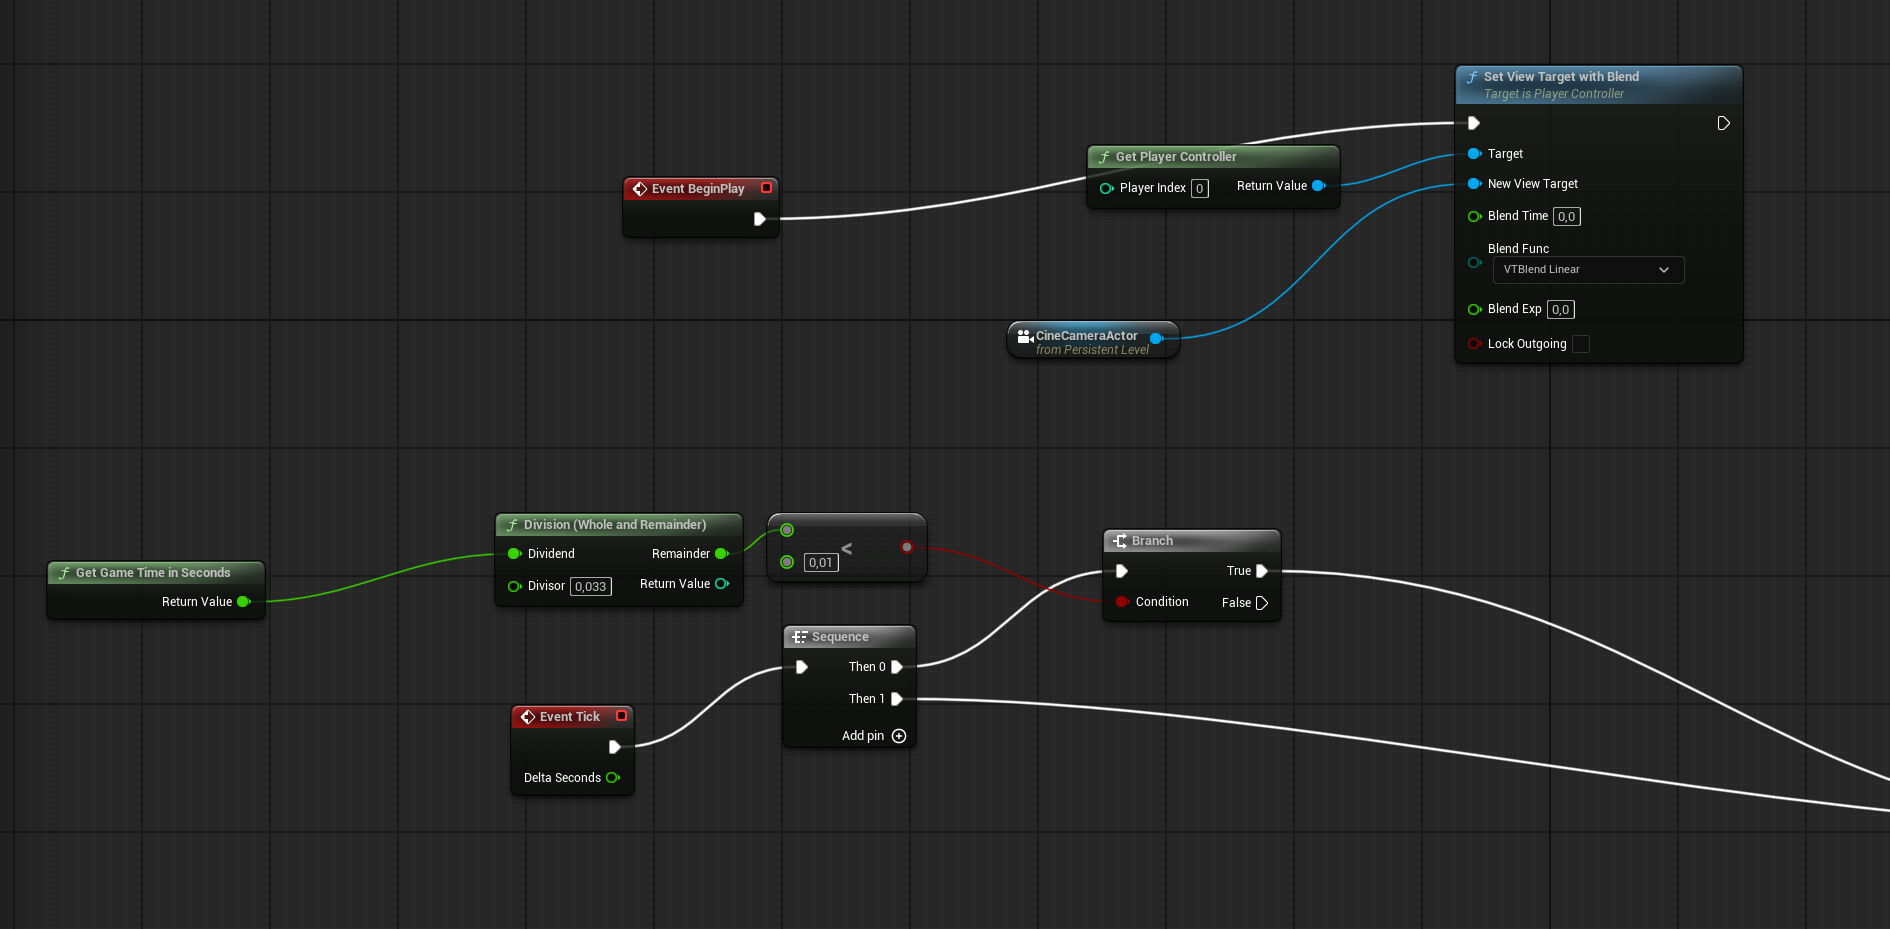 Set View Target with Blend
Target is Player Controller
Target
New View Target
Blend Time 0,0
Blend Func
VTBlend Linear
Blend Exp 0,0
Lock Outgoing
Get Player Controller
Player Index 0 Return Value
Event BeginPlay
CineCameraActor
from Persistent Level
Get Game Time in Seconds
Return Value
Division (Whole and Remainder)
Dividend Remainder
Divisor 0,033 Return Value
<
0,01
Branch
True
Condition False
Sequence
Then 0
Then 1
Add pin
Event Tick
Delta Seconds